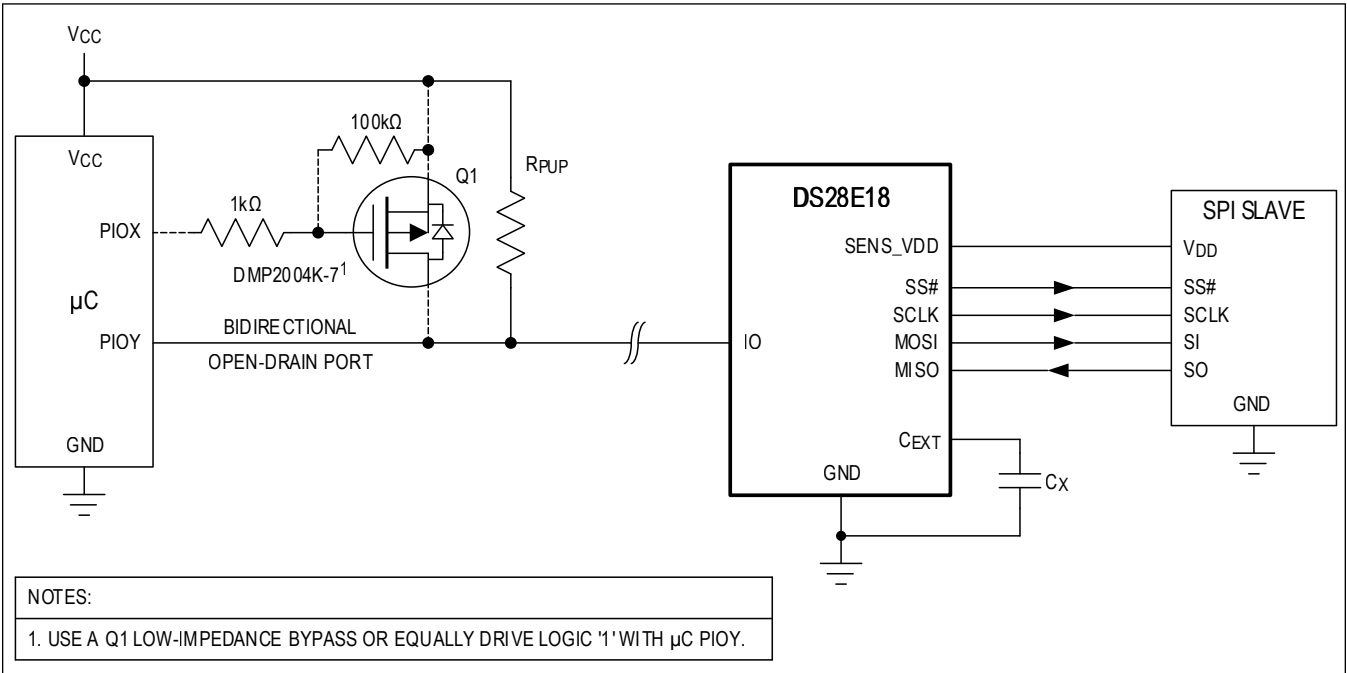 VCC
VCC
100kΩ
Q1
RPUP
1kΩ
PIOX
DMP2004K-7¹
µC
BIDIRECTIONAL
PIOY
OPEN-DRAIN PORT
GND
DS28E18
SENS_VDD
SS#
SCLK
IO
MOSI
MISO
CEXT
GND
CX
SPI SLAVE
VDD
SS#
SCLK
SI
SO
GND
NOTES:
1. USE A Q1 LOW-IMPEDANCE BYPASS OR EQUALLY DRIVE LOGIC '1' WITH µC PIOY.